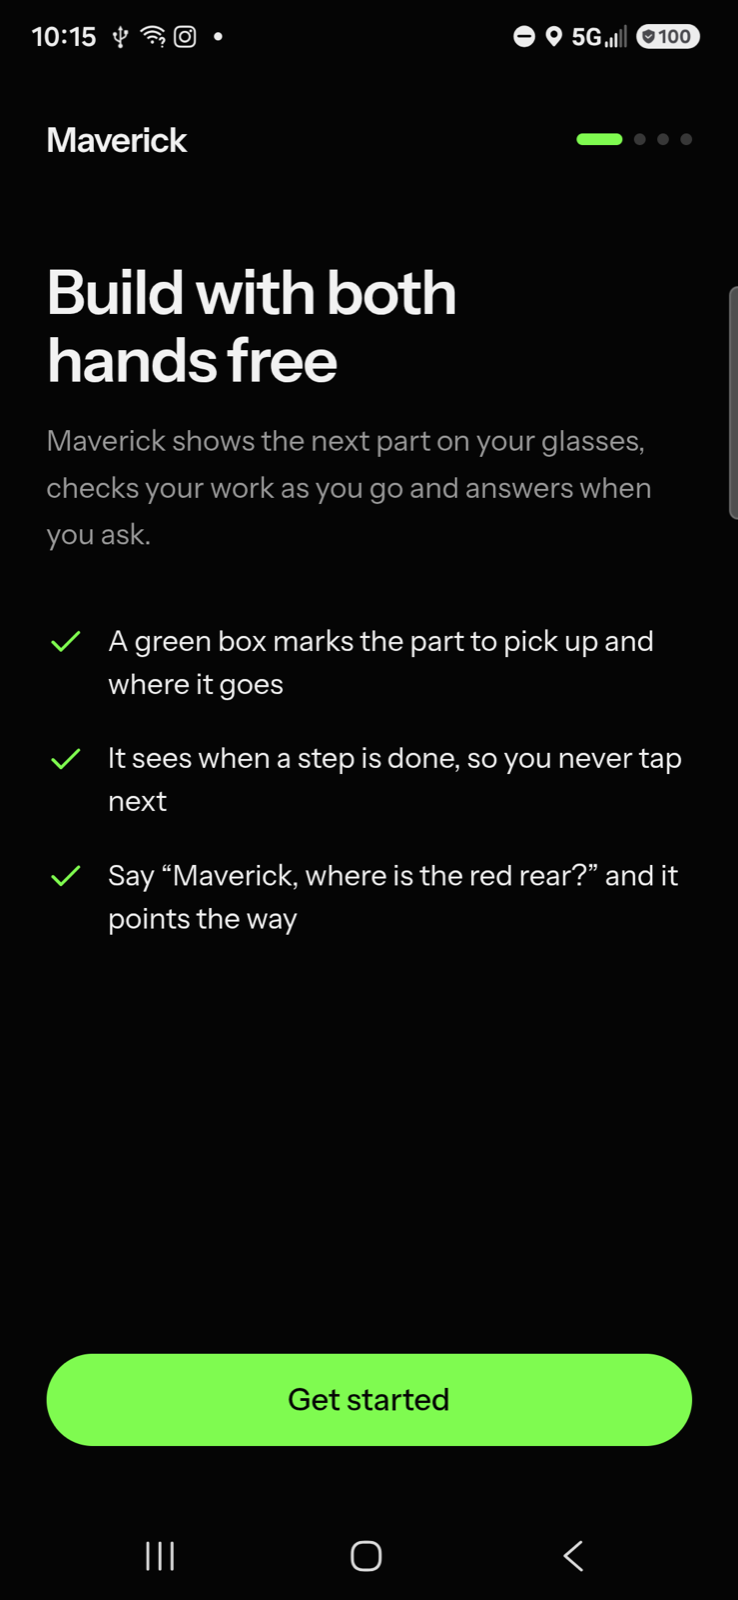 10:15
5G
100
Maverick
Build with both
hands free
Maverick shows the next part on your glasses,
checks your work as you go and answers when
you ask.
A green box marks the part to pick up and
where it goes
It sees when a step is done, so you never tap
next
Say “Maverick, where is the red rear?” and it
points the way
Get started